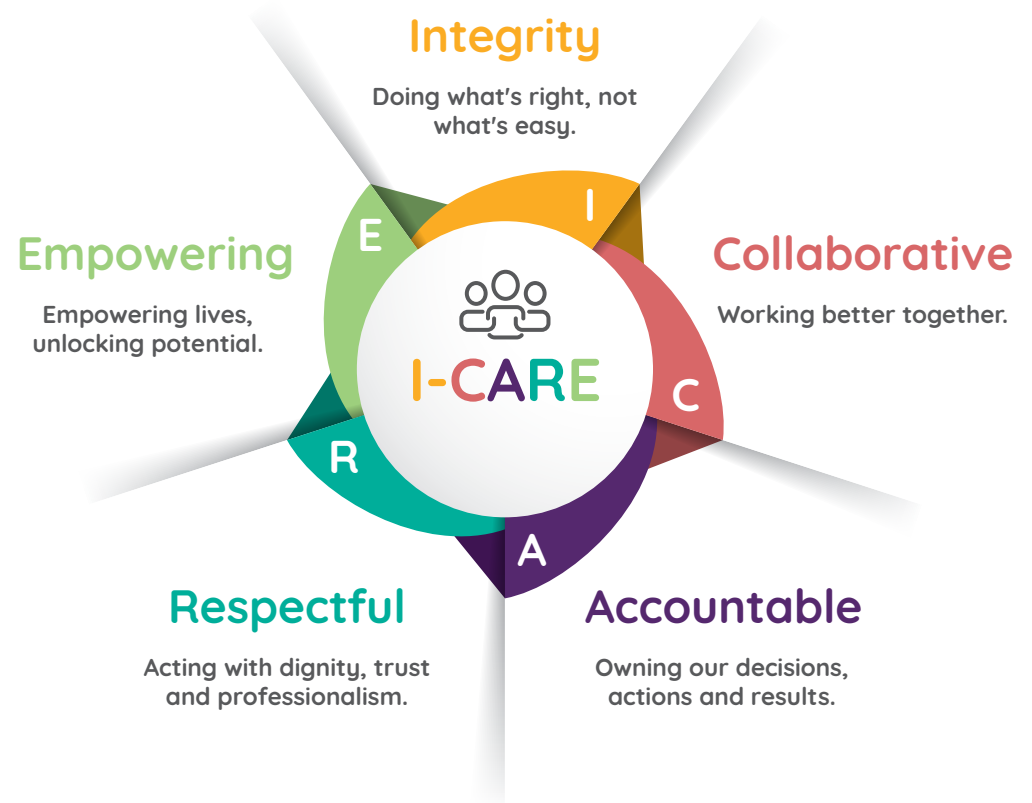 Integrity
Doing what's right, not
what's easy.
I
E
Empowering
Empowering lives,
unlocking potential.
Collaborative
Working better together.
I-CARE
C
R
A
Respectful
Acting with dignity, trust
and professionalism.
Accountable
Owning our decisions,
actions and results.